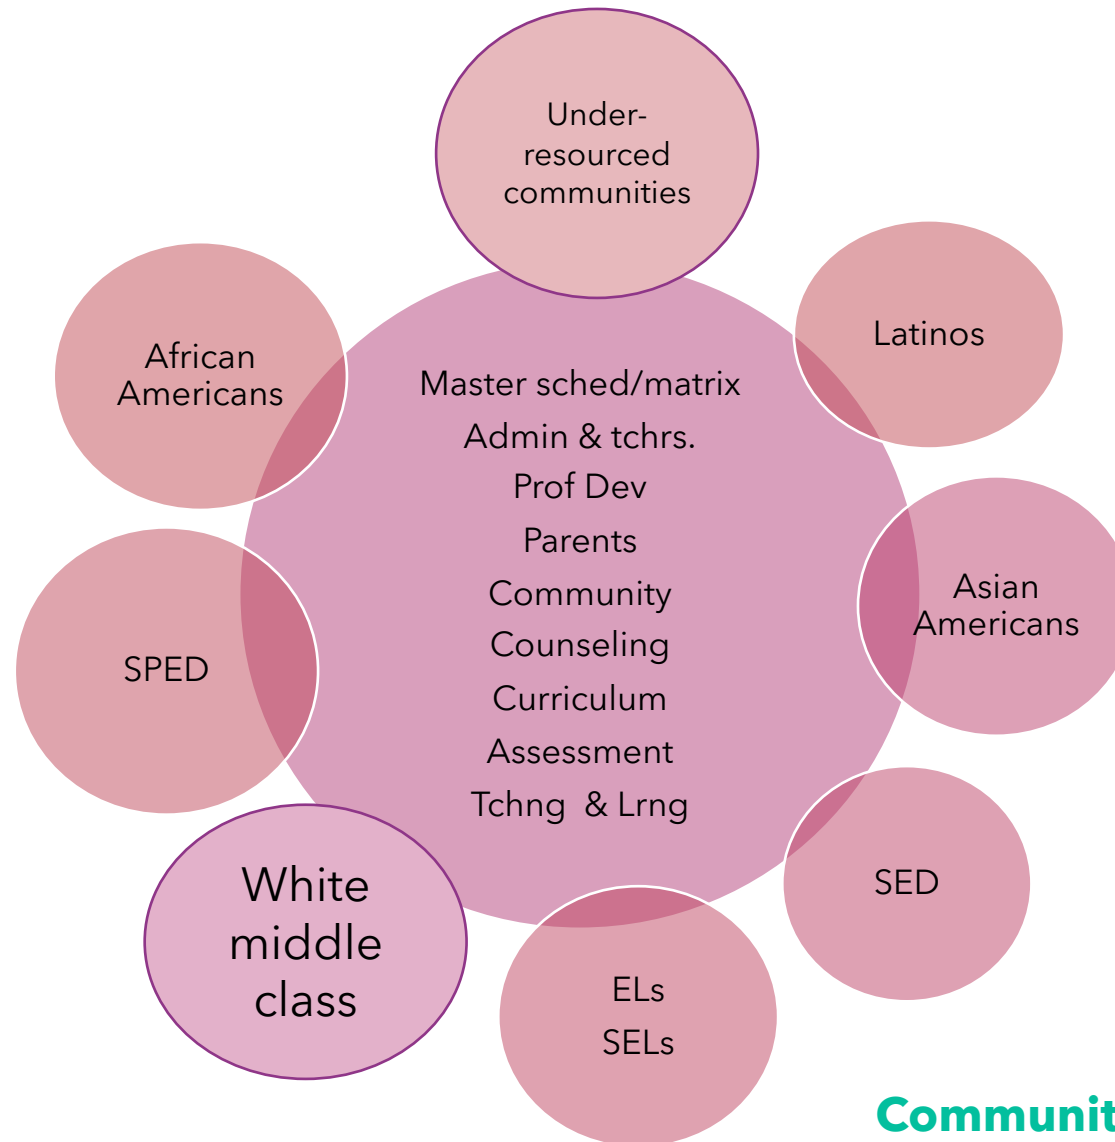 Under-
resourced
communities
African
Americans
Latinos
Master sched/matrix
Admin & tchrs.
Prof Dev
Parents
Community
Counseling
Curriculum
Assessment
Tchng & Lrng
Asian
Americans
SPED
SED
White
middle
class
ELs
SELs
Communit